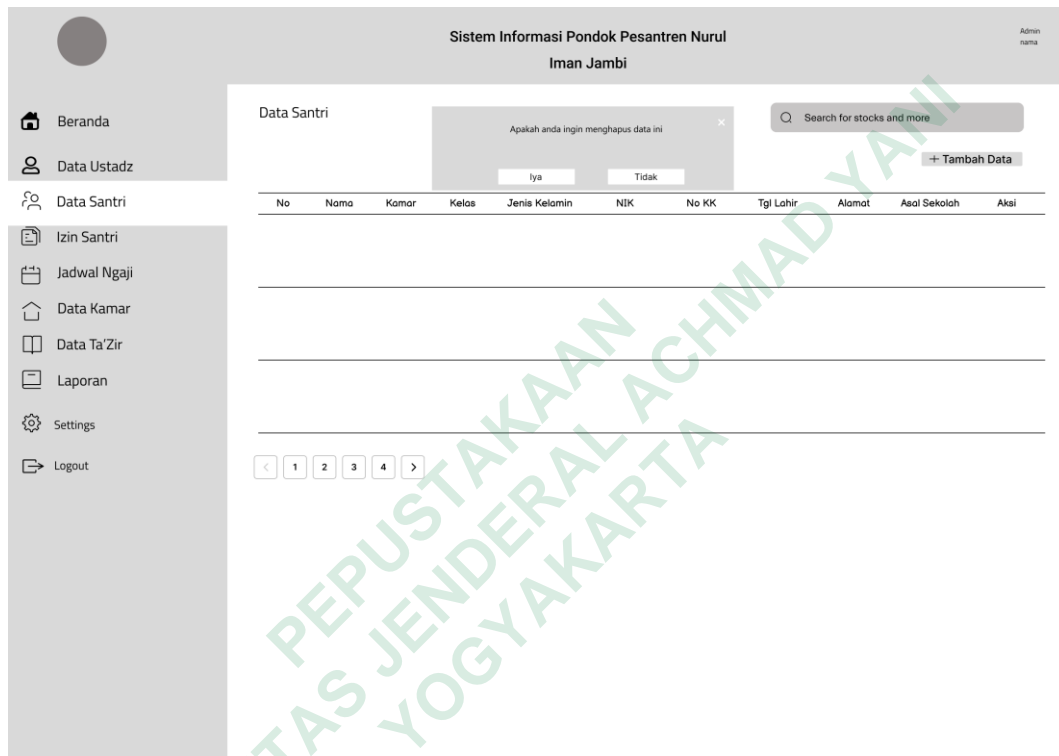 Sistem Informasi Pondok Pesantren Nurul
Iman Jambi
Admin
nama
Beranda
Data Ustadz
Data Santri
Izin Santri
Jadwal Ngaji
Data Kamar
Data Ta'Zir
Laporan
Settings
Logout
Data Santri
Apakah anda ingin menghapus data ini
Iya Tidak
Search for stocks and more
+ Tambah Data
No Nama Kamar Kelas Jenis Kelamin NIK No KK Tgl Lahir Alamat Asal Sekolah Aksi
< 1 2 3 4 >
PEPUSTAKAAN
TAS JENDERAL ACHMAD YANI
YOGYAKARTA